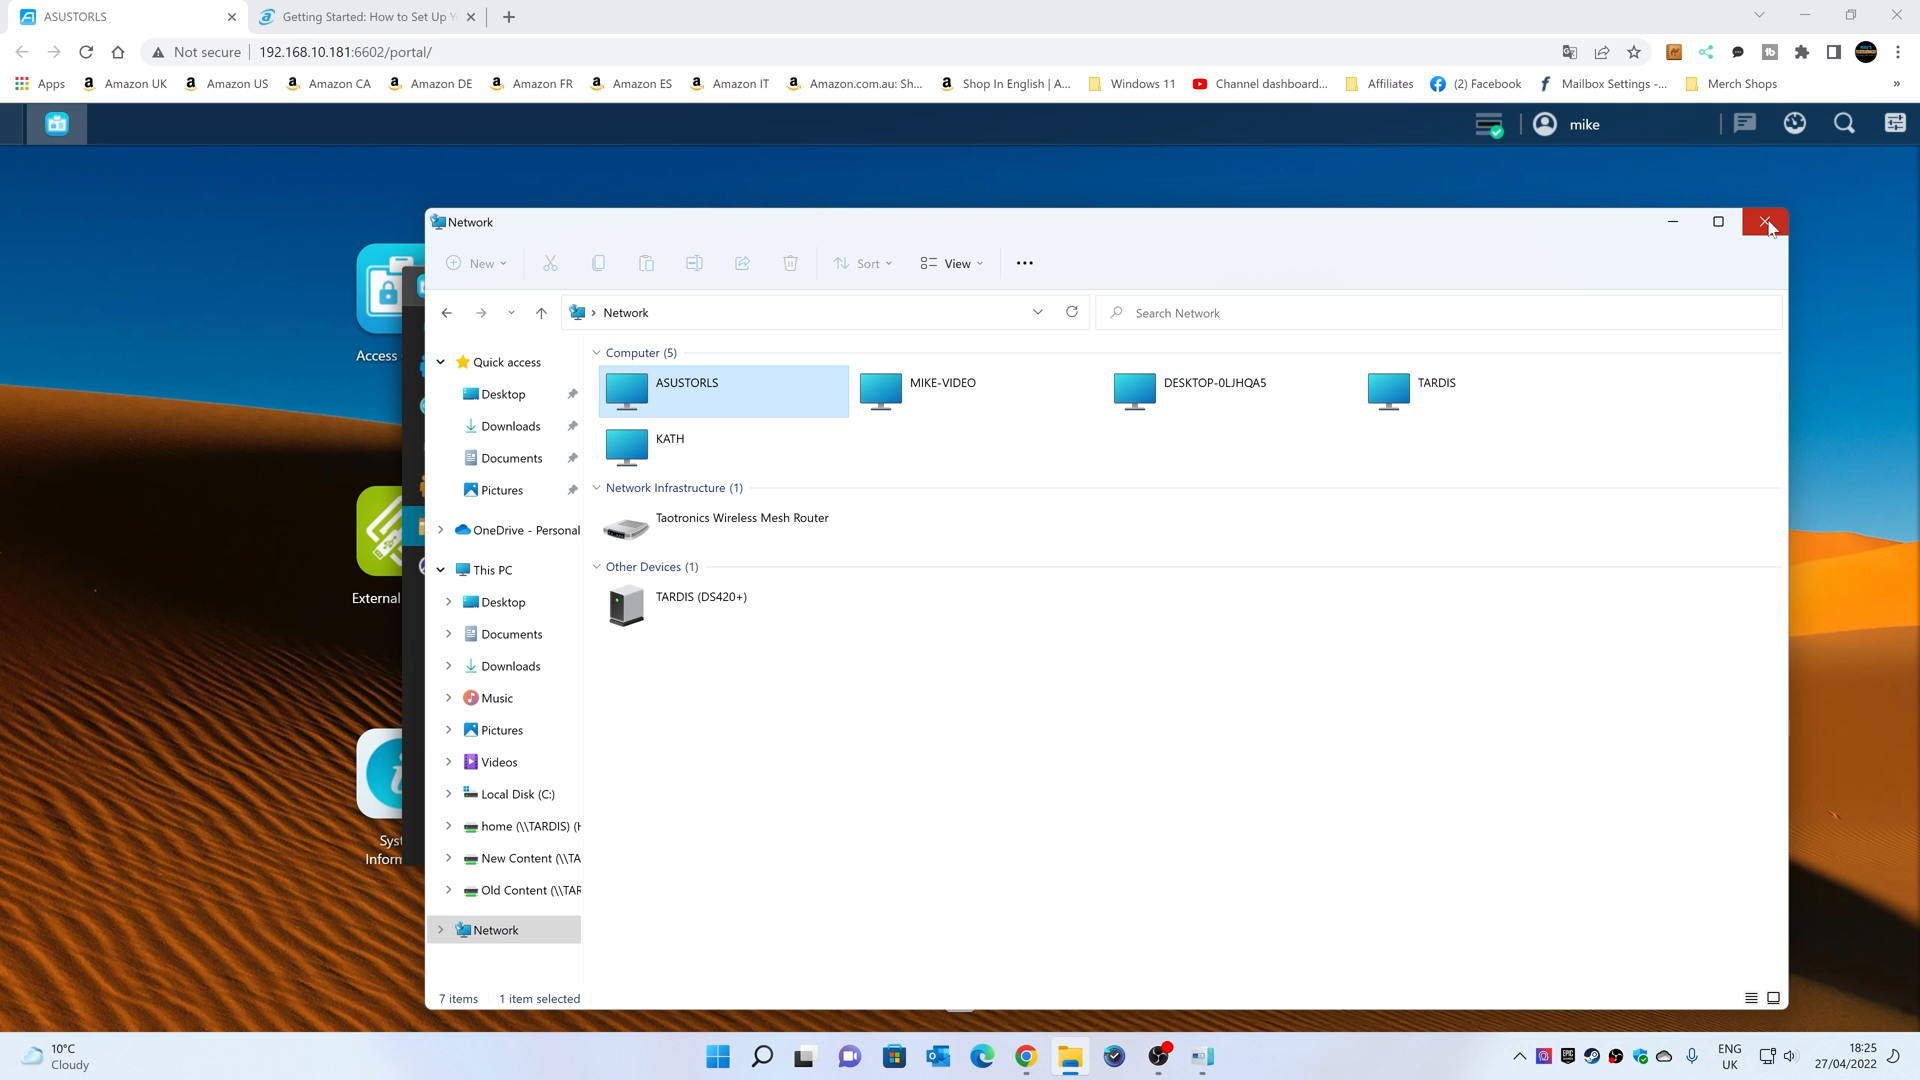 ASUSTORLS
Getting Started: How to Set Up Y
Not secure
192.168.10.181:6602/portal/
Apps
Amazon UK
Amazon US
Amazon CA
Amazon DE
Amazon FR
Amazon ES
Amazon IT
Amazon.com.au: Sh...
Shop In English | A...
Windows 11
Channel dashboard...
Affiliates
(2) Facebook
Mailbox Settings -...
Merch Shops
»
mike
Network
New
Sort
View
Network
Search Network
Quick access
Desktop
Downloads
Documents
Pictures
OneDrive - Personal
This PC
Desktop
Documents
Downloads
Music
Pictures
Videos
Local Disk (C:)
home (\\TARDIS) (H
New Content (\\TA
Old Content (\\TAR
Network
Computer (5)
ASUSTORLS
MIKE-VIDEO
DESKTOP-0LJHQA5
TARDIS
KATH
Network Infrastructure (1)
Taotronics Wireless Mesh Router
Other Devices (1)
TARDIS (DS420+)
7 items
1 item selected
Access
External
Syst
Inform
10°C
Cloudy
ENG
UK
18:25
27/04/2022